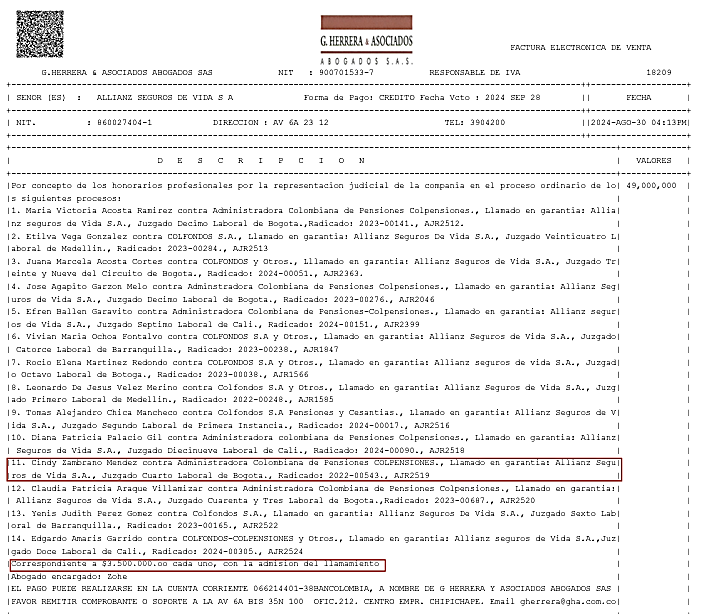 G. HERRERA & ASOCIADOS
ABOGADOS S.A.S.
FACTURA ELECTRONICA DE VENTA
G.HERRERA & ASOCIADOS ABOGADOS SAS NIT : 900701533-7 RESPONSABLE DE IVA 18209
SENOR (ES) : ALLIANZ SEGUROS DE VIDA S A Forma de Pago: CREDITO Fecha Vcto : 2024 SEP 28 || FECHA
NIT. : 860027404-1 DIRECCION : AV 6A 23 12 TEL: 3904200 ||2024-AGO-30 04:13PM|
| D E S C R I P C I O N | VALORES |
|Por concepto de los honorarios profesionales por la representacion judicial de la compania en el proceso ordinario de lo| 49,000,000 |
|s siguientes procesos:
|1. Maria Victoria Acosta Ramirez contra Administradora Colombiana de Pensiones Colpensiones., Llamado en garantia: Allia|
|nz seguros de Vida S.A., Juzgado Decimo Laboral de Bogota.,Radicado: 2023-00141., AJR2512.
|2. Etilva Vega Gonzalez contra COLFONDOS S.A., Llamado en garantia: Allianz Seguros De Vida S.A., Juzgado Veinticuatro L|
|aboral de Medellin., Radicado: 2023-00284., AJR2513
|3. Juana Marcela Acosta Cortes contra COLFONDOS y Otros., Lllamado en garantia: Allianz Seguros de Vida S.A., Juzgado Tr|
|einte y Nueve del Circuito de Bogota., Radicado: 2024-00051., AJR2363.
|4. Jose Agapito Garzon Melo contra Adminstradora Colombiana de Pensiones Colpensiones., Llamado en garantia: Allianz Seg|
|uros de Vida S.A., Juzgado Decimo Laboral de Bogota., Radicado: 2023-00276., AJR2046
|5. Efren Ballen Garavito contra Administradora Colombiana de Pensiones-Colpensiones., Llamado en garantia: Allianz segur|
|os de Vida S.A., Juzgado Septimo Laboral de Cali., Radicado: 2024-00151., AJR2399
|6. Vivian Maria Ochoa Fontalvo contra COLFONDOS S.A y Otros., LLamado en garantia: Allianz Seguros de Vida S.A., Juzgado|
| Catorce Laboral de Barranquilla., Radicado: 2023-00238., AJR1847
|7. Rocio Elena Martinez Redondo contra COLFONDOS S.A y Otros., Llamado en garantia: Allianz seguros de vida S.A., Juzgad|
|o Octavo Laboral de Botoga., Radicado: 2023-00038., AJR1566
|8. Leonardo De Jesus Velez Merino contra Colfondos S.A y Otros., Llamado en garantia: Allianz Seguros de Vida S.A., Juzg|
|ado Primero Laboral de Medellin., Radicado: 2022-00248., AJR1585
|9. Tomas Alejandro Chica Mancheco contra Colfondos S.A Pensiones y Cesantias., Llamado en garantia: Allianz Seguros de V|
|ida S.A., Juzgado Segundo Laboral de Primera Instancia., Radicado: 2024-00017., AJR2516
|10. Diana Patricia Palacio Gil contra Administradora colombiana de Pensiones Colpensiones., Llamado en garantia: Allianz|
| Seguros de Vida S.A., Juzgado Diecinueve Laboral de Cali., Radicado: 2024-00090., AJR2518
|11. Cindy Zambrano Mendez contra Administradora Colombiana de Pensiones COLPENSIONES., Llamado en garantia: Allianz Segu|
|ros de Vida S.A., Juzgado Cuarto Laboral de Bogota., Radicado: 2022-00543., AJR2519
|12. Claudia Patricia Araque Villamizar contra Administradora Colombiana de Pensiones Colpensiones., Llamado en garantia:|
| Allianz Seguros de Vida S.A., Juzgado Cuarenta y Tres Laboral de Bogota.,Radicado: 2023-00687., AJR2520
|13. Yenis Judith Perez Gomez contra Colfondos S.A., Llamado en garantia: Allianz Seguros De Vida S.A., Juzgado Sexto Lab|
|oral de Barranquilla., Radicado: 2023-00165., AJR2522
|14. Edgardo Amaris Garrido contra COLFONDOS-COLPENSIONES y Otros., Llamado en garantia: Allianz Seguros de Vida S.A.,Juz|
|gado Doce Laboral de Cali., Radicado: 2024-00305., AJR2524
|Correspondiente a $3.500.000.oo cada uno, con la admision del llamamiento
|Abogado encargado: Zohe
|EL PAGO PUEDE REALIZARSE EN LA CUENTA CORRIENTE 066214401-38BANCOLOMBIA, A NOMBRE DE G HERRERA Y ASOCIADOS ABOGADOS SAS |
|FAVOR REMITIR COMPROBANTE O SOPORTE A LA AV 6A BIS 35N 100 OFIC.212. CENTRO EMPR. CHIPICHAPE. Email gherrera@gha.com.co|